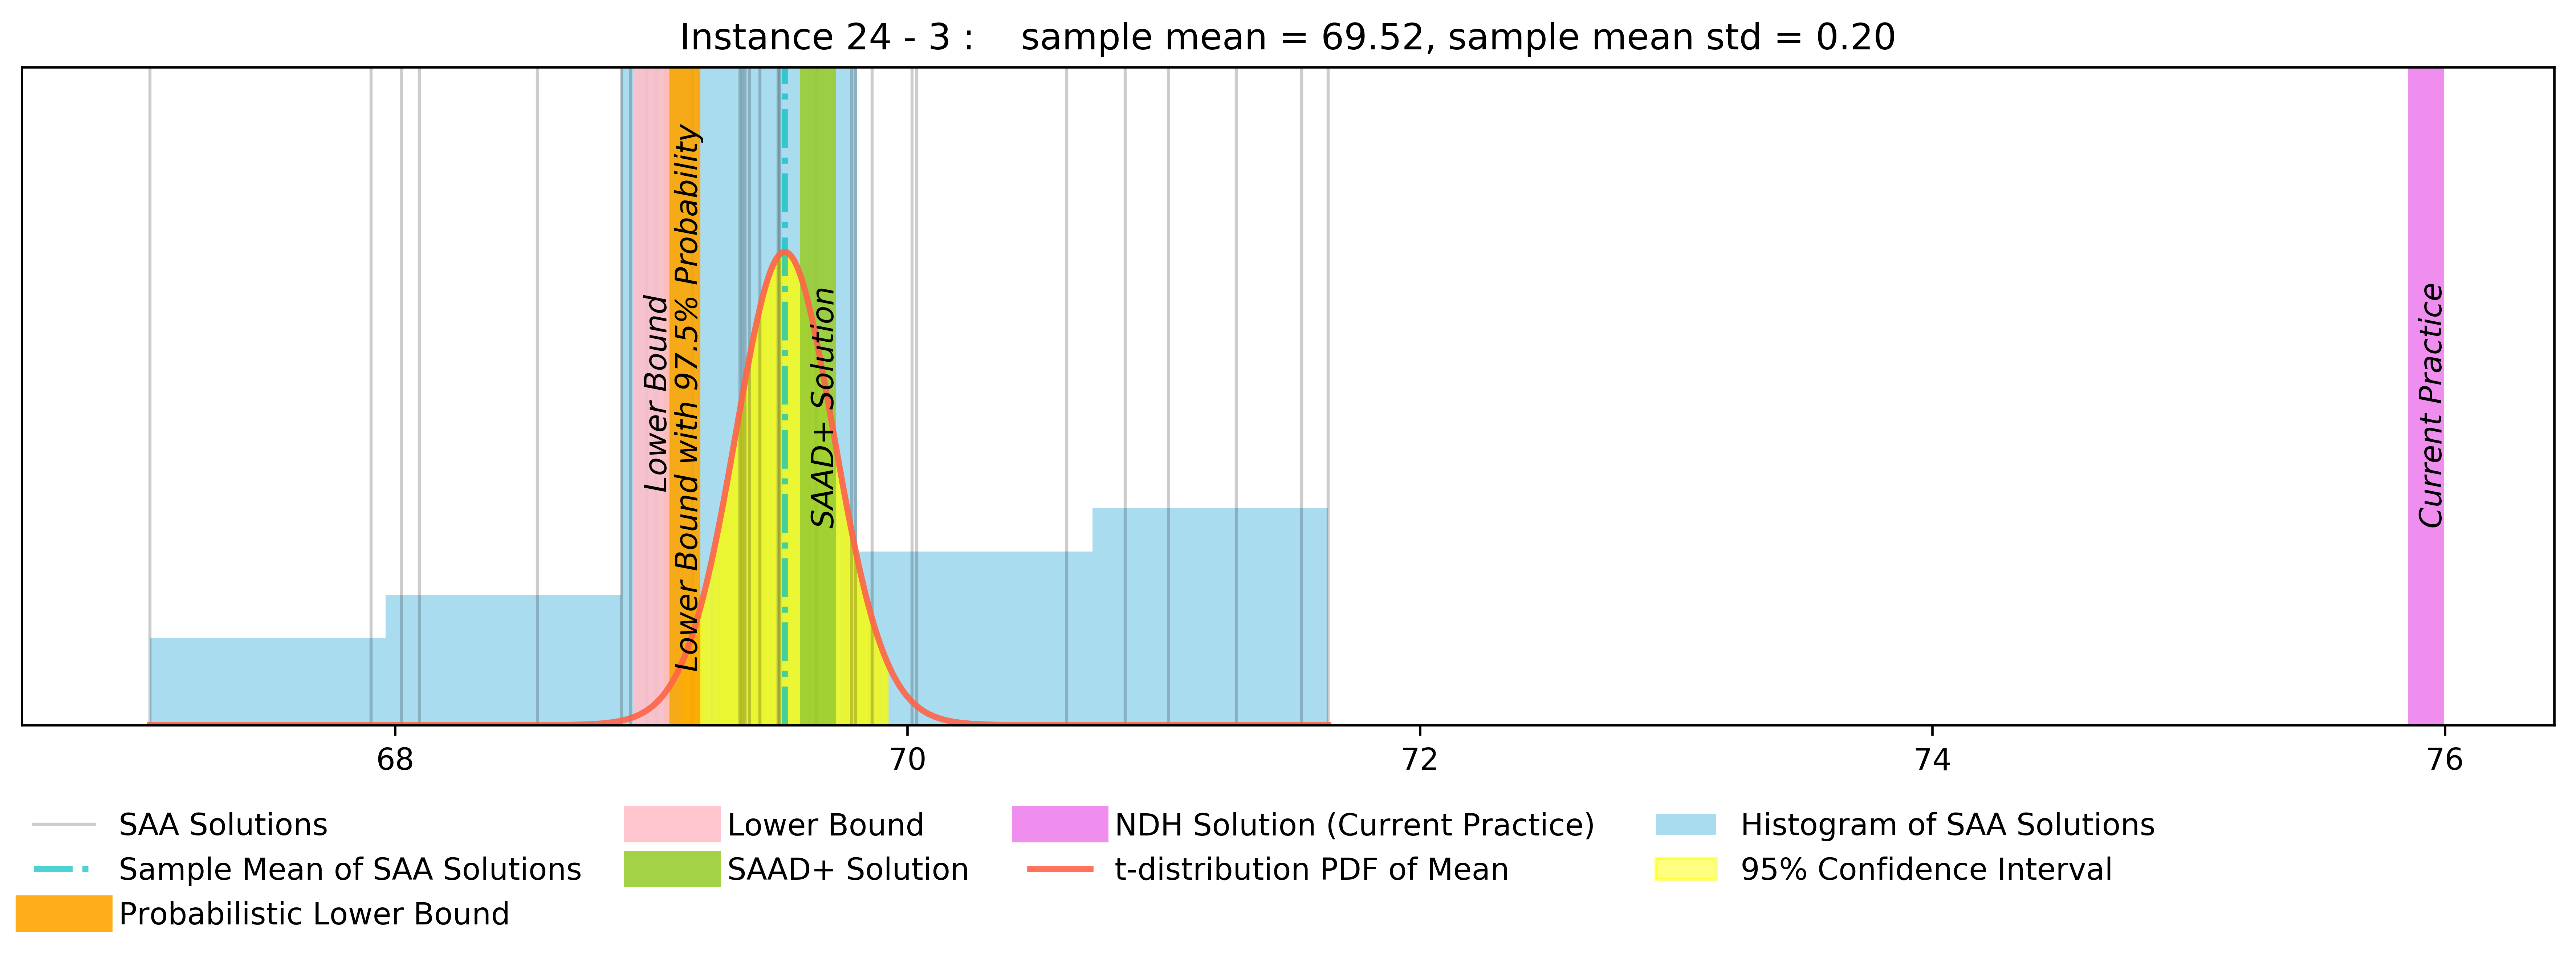 Instance 24 - 3 :    sample mean = 69.52, sample mean std = 0.20
Lower Bound
Lower Bound with 97.5% Probability
SAAD+ Solution
Current Practice
68 70 72 74 76
SAA Solutions
Sample Mean of SAA Solutions
Probabilistic Lower Bound
Lower Bound
SAAD+ Solution
NDH Solution (Current Practice)
t-distribution PDF of Mean
Histogram of SAA Solutions
95% Confidence Interval